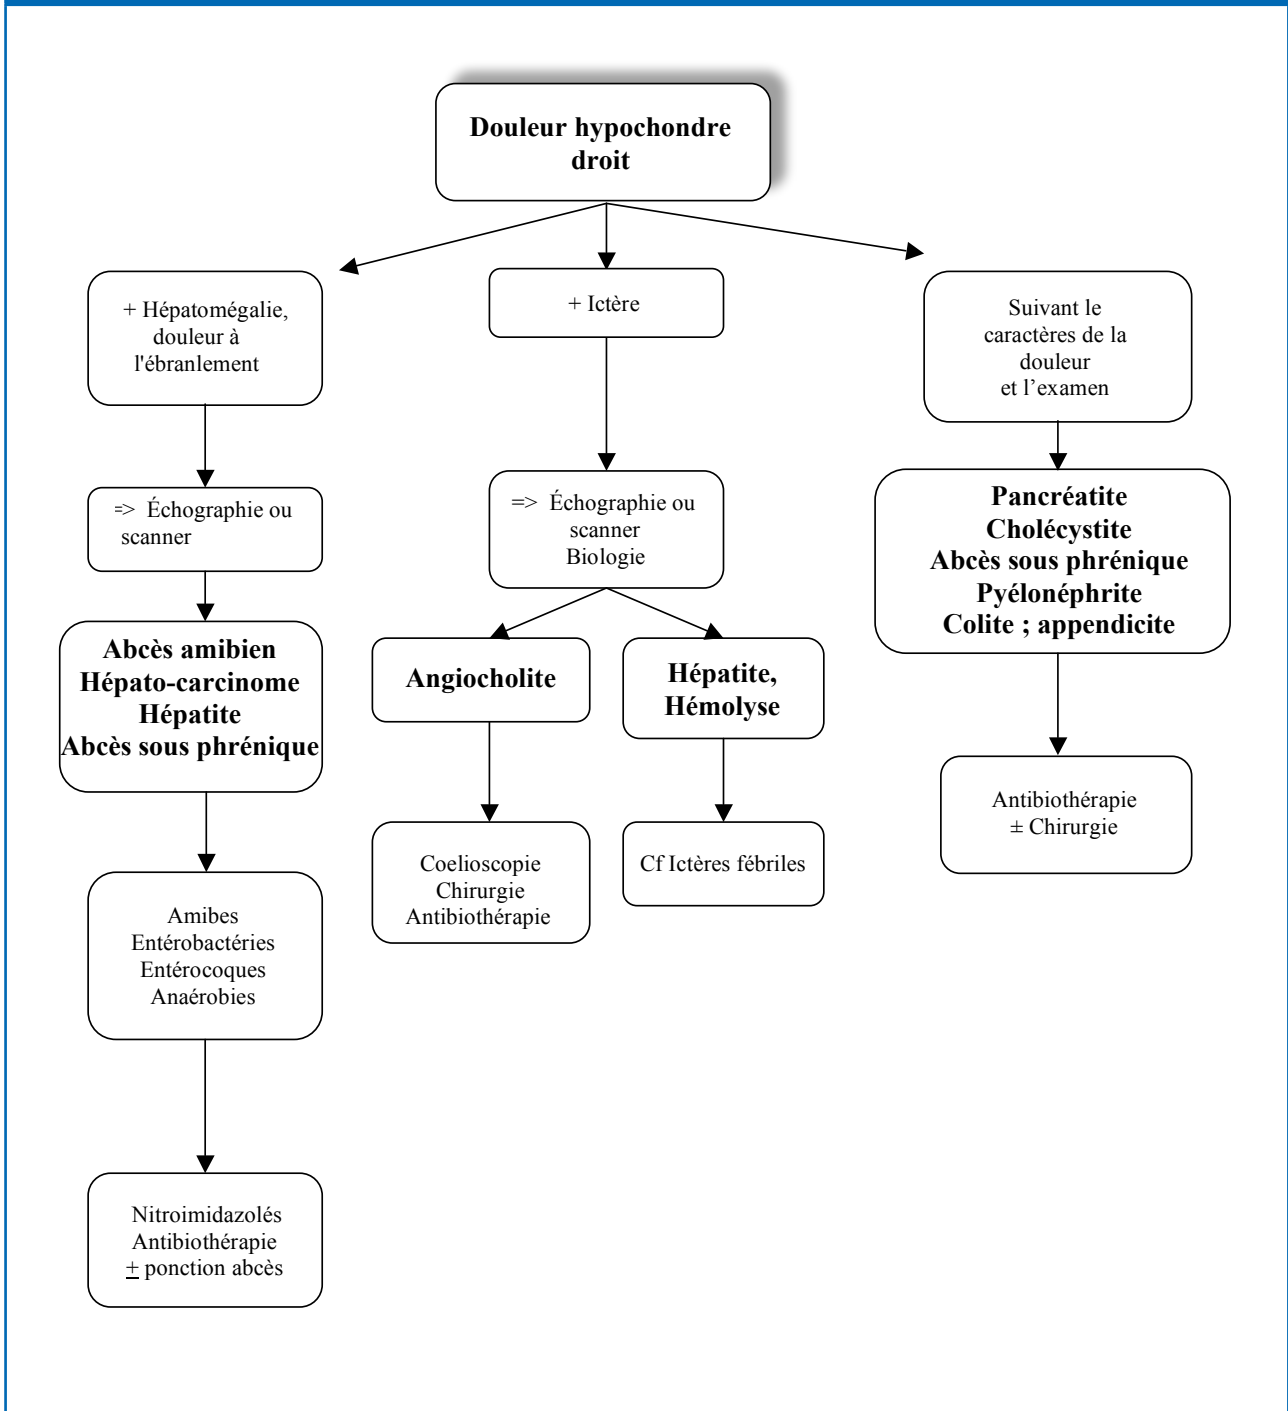 Douleur hypochondre
droit
+ Hépatomégalie,
douleur à
l'ébranlement
+ Ictère
Suivant le
caractères de la
douleur
et l’examen
=> Échographie ou
scanner
=> Échographie ou
scanner
Biologie
Pancréatite
Cholécystite
Abcès sous phrénique
Pyélonéphrite
Colite ; appendicite
Abcès amibien
Hépato-carcinome
Hépatite
Abcès sous phrénique
Angiocholite
Hépatite,
Hémolyse
Antibiothérapie
± Chirurgie
Coelioscopie
Chirurgie
Antibiothérapie
Cf Ictères fébriles
Amibes
Entérobactéries
Entérocoques
Anaérobies
Nitroimidazolés
Antibiothérapie
± ponction abcès